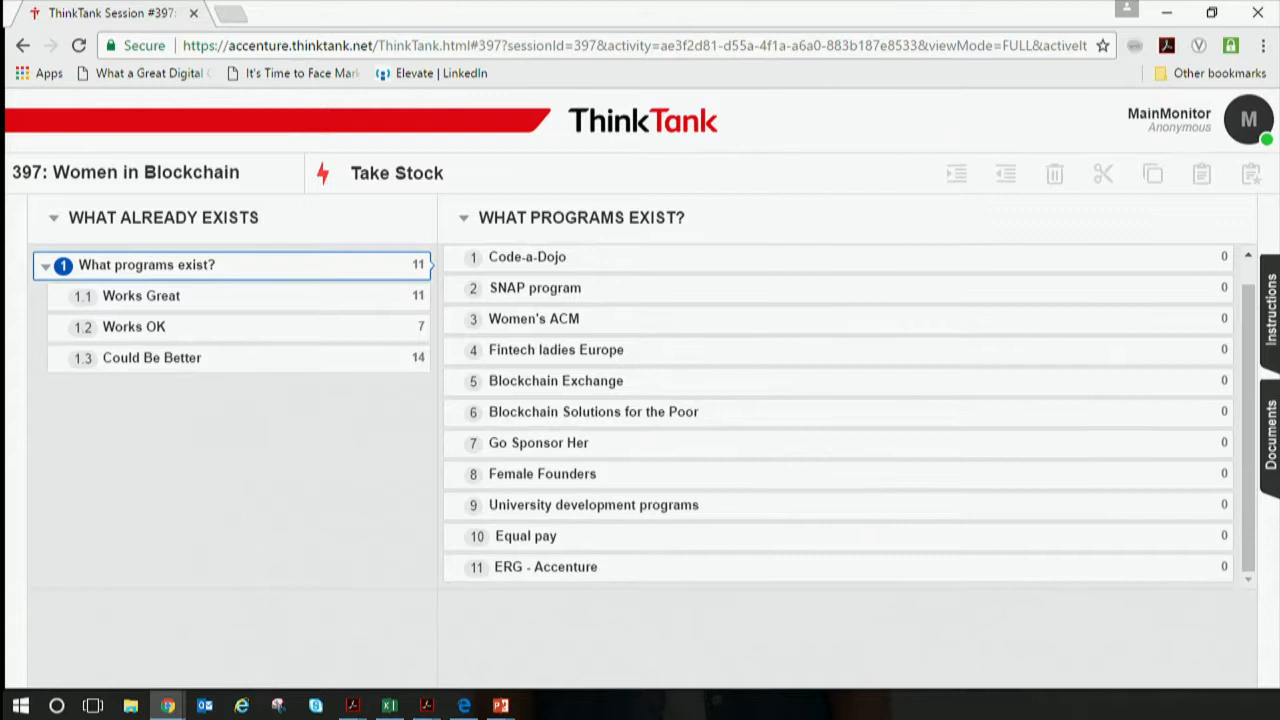 ThinkTank Session #397:
Secure
https://accenture.thinktank.net/ThinkTank.html#397?sessionId=397&activity=ae3f2d81-d55a-4f1a-a6a0-883b187e8533&viewMode=FULL&activeIt
Apps
What a Great Digital
It's Time to Face Mark
Elevate | LinkedIn
Other bookmarks
ThinkTank
MainMonitor
Anonymous
M
397: Women in Blockchain
Take Stock
WHAT ALREADY EXISTS
1 What programs exist? 11
1.1 Works Great 11
1.2 Works OK 7
1.3 Could Be Better 14
WHAT PROGRAMS EXIST?
1 Code-a-Dojo 0
2 SNAP program 0
3 Women's ACM 0
4 Fintech ladies Europe 0
5 Blockchain Exchange 0
6 Blockchain Solutions for the Poor 0
7 Go Sponsor Her 0
8 Female Founders 0
9 University development programs 0
10 Equal pay 0
11 ERG - Accenture 0
Instructions
Documents